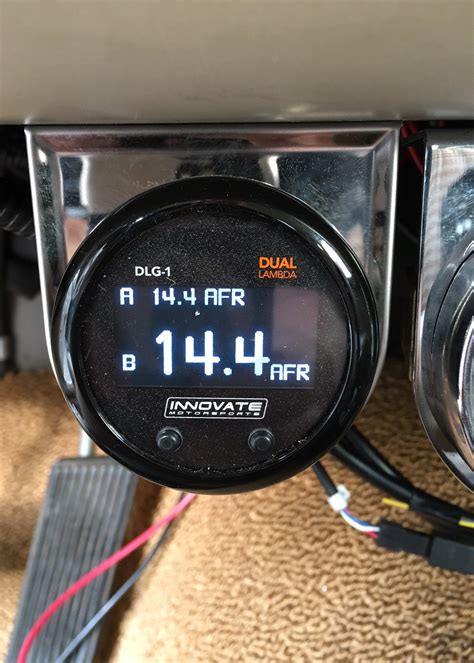 DLG-1
DUAL
LAMBDA
A 14.4 AFR
B 14.4 AFR
INNOVATE
MOTORSPORTS